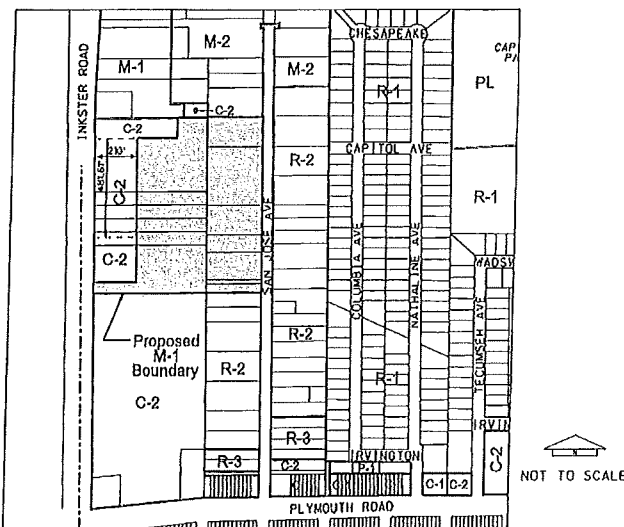 CHESAPEAKE
M-2
M-1
M-2
CAP
R-1
PL
INKSTER ROAD
C-2
C-2
CAPITOL AVE
210'
C-2
R-2
R-1
SAN JOSE AVE
COLUMBIA AVE
NATHALINE AVE
C-2
WADSW
TECUMSEH AVE
Proposed
M-1
Boundary
R-2
R-2
R-1
C-2
R-3
IRVIN
R-3
C-2
IRVINGTON
P-1
C-1
C-2
C-2
PLYMOUTH ROAD
NOT TO SCALE